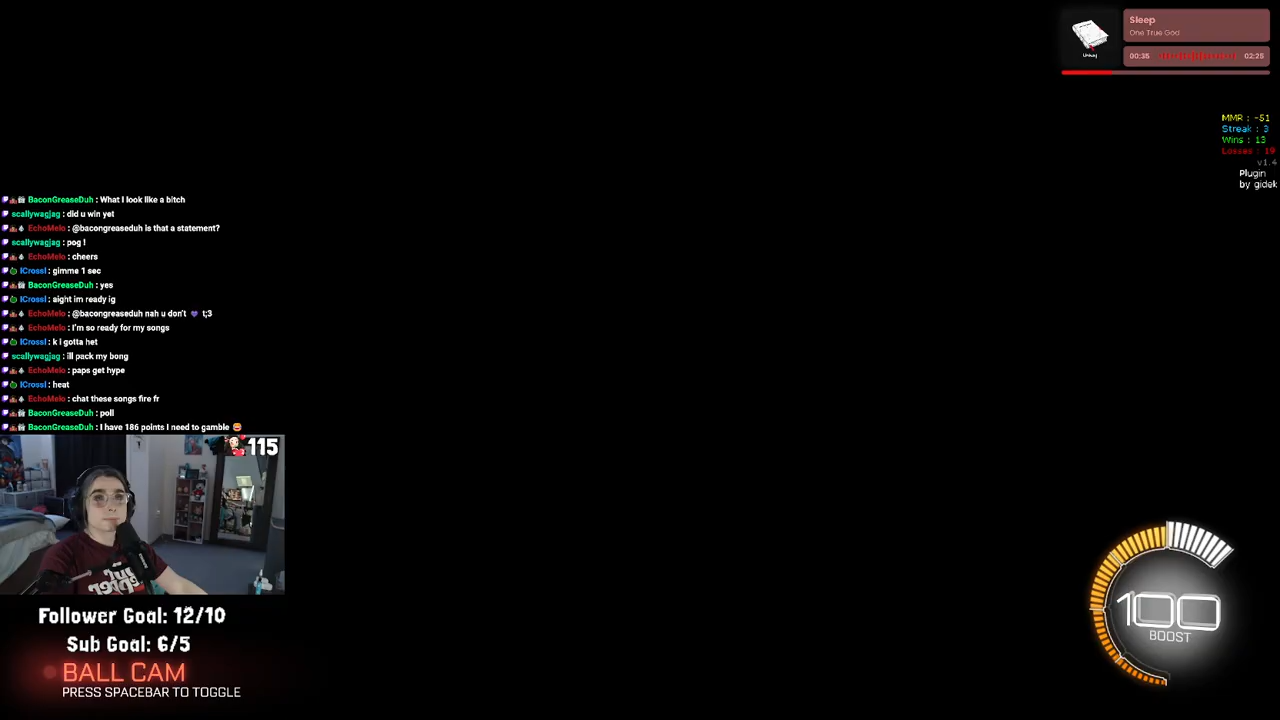 Sleep
One True God
00:35
02:25
MMR : -51
Streak : 3
Wins : 13
Losses : 19
v1.4
Plugin
by gidek
BaconGreaseDuh : What I look like a bitch
scallywagjag : did u win yet
EchoMelo : @bacongreaseduh is that a statement?
scallywagjag : pog !
EchoMelo : cheers
ICrossI : gimme 1 sec
BaconGreaseDuh : yes
ICrossI : aight im ready ig
EchoMelo : @bacongreaseduh nah u don't 💜 t;3
EchoMelo : I'm so ready for my songs
ICrossI : k i gotta het
scallywagjag : ill pack my bong
EchoMelo : paps get hype
ICrossI : heat
EchoMelo : chat these songs fire fr
BaconGreaseDuh : poll
BaconGreaseDuh : I have 186 points I need to gamble
115
Follower Goal: 12/10
Sub Goal: 6/5
BALL CAM
PRESS SPACEBAR TO TOGGLE
100
BOOST